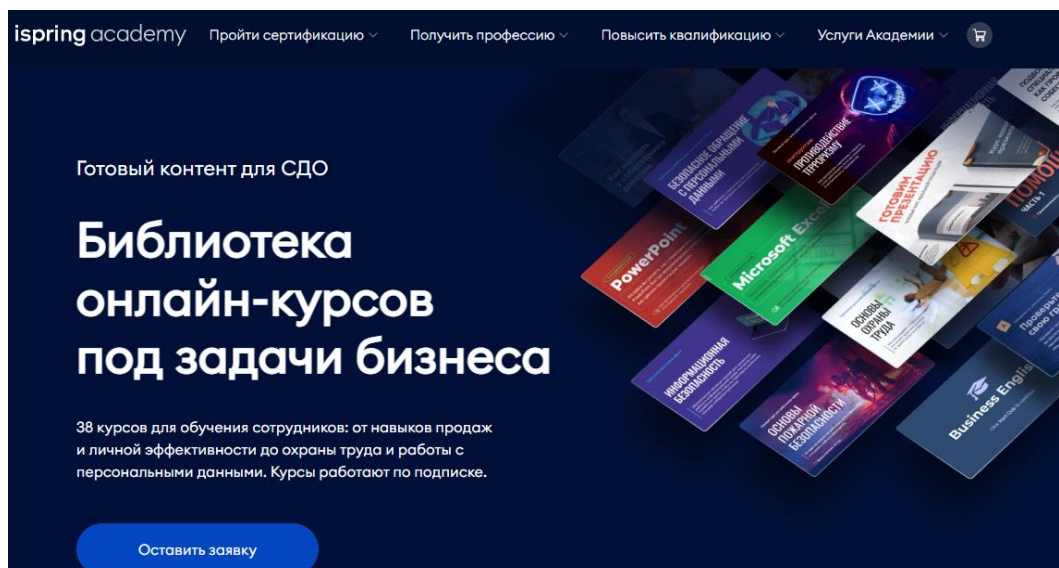 ispring academy Пройти сертификацию Получить профессию Повысить квалификацию Услуги Академии
Готовый контент для СДО
Библиотека
онлайн-курсов
под задачи бизнеса
38 курсов для обучения сотрудников: от навыков продаж
и личной эффективности до охраны труда и работы с
персональными данными. Курсы работают по подписке.
Оставить заявку
БЕЗОПАСНОЕ ОБРАЩЕНИЕ
С ПЕРСОНАЛЬНЫМИ
ДАННЫМИ
ПРОТИВОДЕЙСТВИЕ
ТЕРРОРИЗМУ
ГОТОВИМ
ПРЕЗЕНТАЦИЮ
ЧАСТЬ 1
PowerPoint
Microsoft Excel
ОСНОВЫ
ОХРАНЫ
ТРУДА
ИНФОРМАЦИОННАЯ
БЕЗОПАСНОСТЬ
ОСНОВЫ
ПОЖАРНОЙ
БЕЗОПАСНОСТИ
Business English